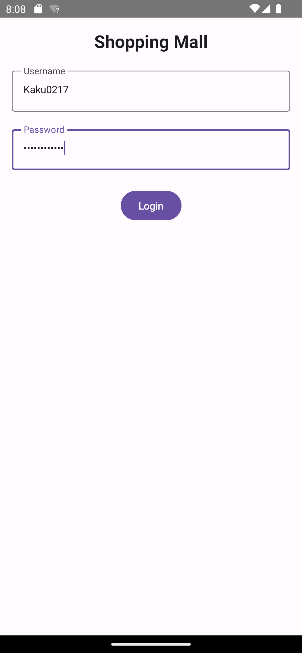 8:08
Shopping Mall
Username
Kaku0217
Password
••••••••••••
Login